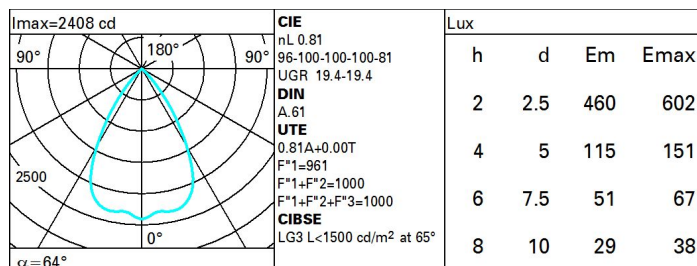 Imax=2408 cd
90° 180° 90°
2500
0°
α=64°
CIE
nL 0.81
96-100-100-100-81
UGR 19.4-19.4
DIN
A.61
UTE
0.81A+0.00T
F"1=961
F"1+F"2=1000
F"1+F"2+F"3=1000
CIBSE
LG3 L<1500 cd/m² at 65°
Lux
h d Em Emax
2 2.5 460 602
4 5 115 151
6 7.5 51 67
8 10 29 38